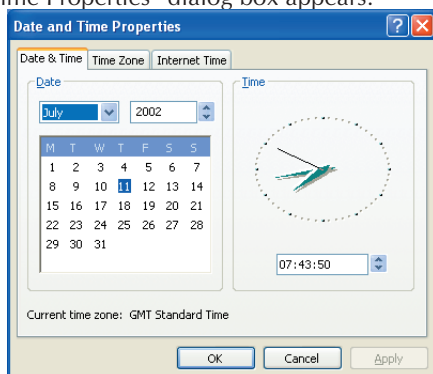 ime Properties" dialog box appears.
Date and Time Properties
Date & Time Time Zone Internet Time
Date
July 2002
M T W T F S S
1 2 3 4 5 6 7
8 9 10 11 12 13 14
15 16 17 18 19 20 21
22 23 24 25 26 27 28
29 30 31
Time
07:43:50
Current time zone: GMT Standard Time
OK Cancel Apply